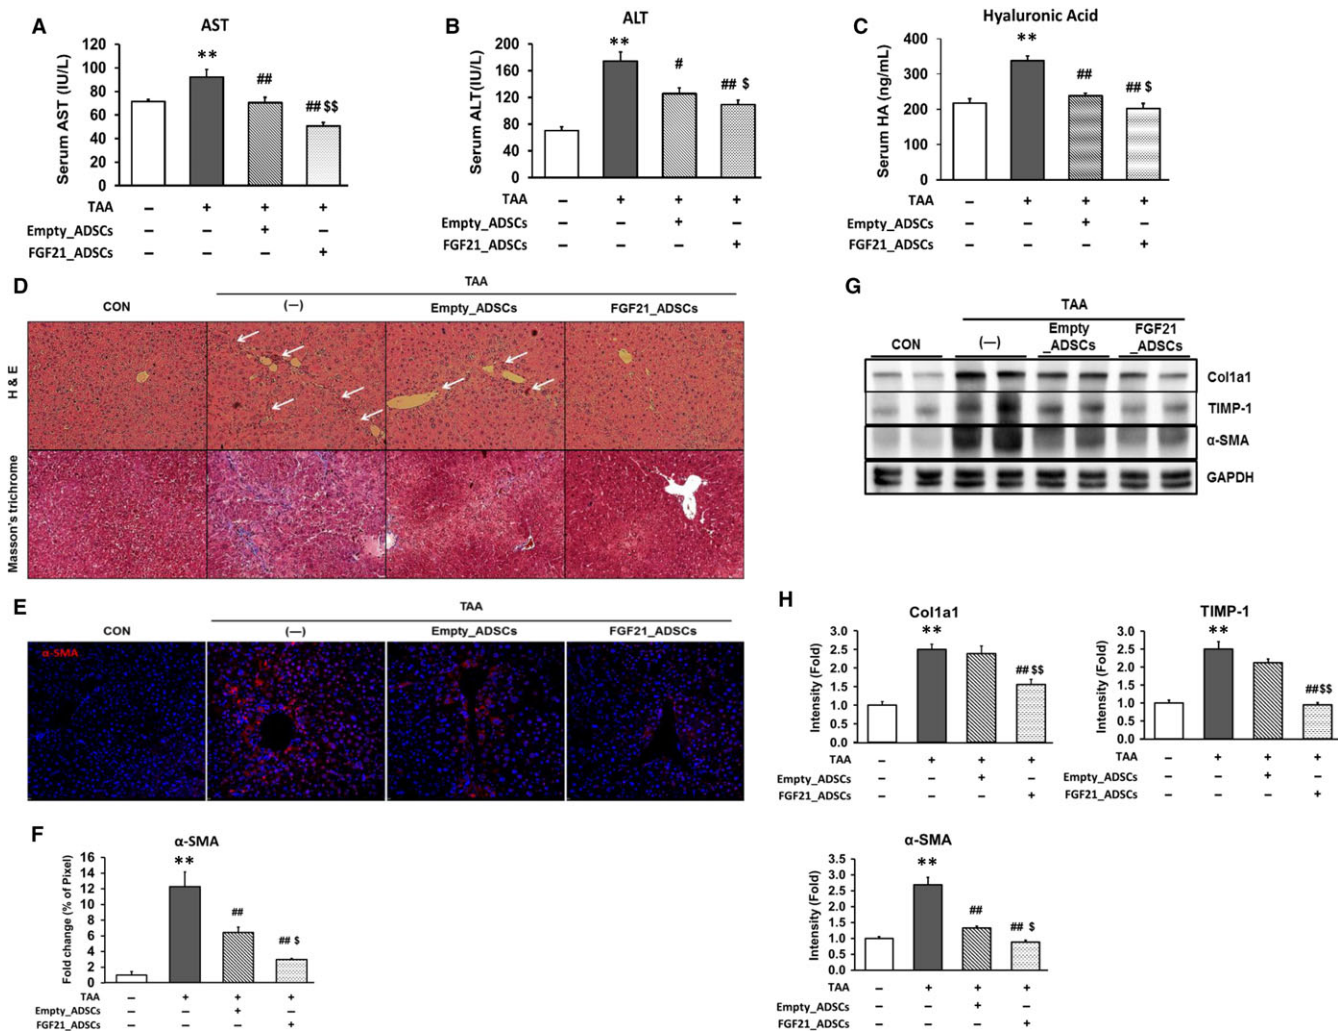 A
AST
Serum AST (IU/L)
120
100
80
60
40
20
0
**
##
## $$
TAA – + + +
Empty_ADSCs – – + –
FGF21_ADSCs – – – +
B
ALT
Serum ALT(IU/L)
200
160
120
80
40
0
**
#
## $
TAA – + + +
Empty_ADSCs – – + –
FGF21_ADSCs – – – +
C
Hyaluronic Acid
Serum HA (ng/mL)
400
300
200
100
0
**
##
## $
TAA – + + +
Empty_ADSCs – – + –
FGF21_ADSCs – – – +
D
TAA
CON (—) Empty_ADSCs FGF21_ADSCs
H & E
Masson's trichrome
E
TAA
CON (—) Empty_ADSCs FGF21_ADSCs
α-SMA
F
α-SMA
Fold change (% of Pixel)
16
14
12
10
8
6
4
2
0
**
##
## $
TAA – + + +
Empty_ADSCs – – + –
FGF21_ADSCs – – – +
G
TAA
CON (—) Empty _ADSCs FGF21 _ADSCs
Col1a1
TIMP-1
α-SMA
GAPDH
H
Col1a1
Intensity (Fold)
3.0
2.5
2.0
1.5
1.0
0.5
0.0
**
## $$
TAA – + + +
Empty_ADSCs – – + –
FGF21_ADSCs – – – +
TIMP-1
Intensity (Fold)
3.0
2.5
2.0
1.5
1.0
0.5
0.0
**
##$$
TAA – + + +
Empty_ADSCs – – + –
FGF21_ADSCs – – – +
α-SMA
Intensity (Fold)
3.5
3.0
2.5
2.0
1.5
1.0
0.5
0.0
**
##
## $
TAA – + + +
Empty_ADSCs – – + –
FGF21_ADSCs – – – +